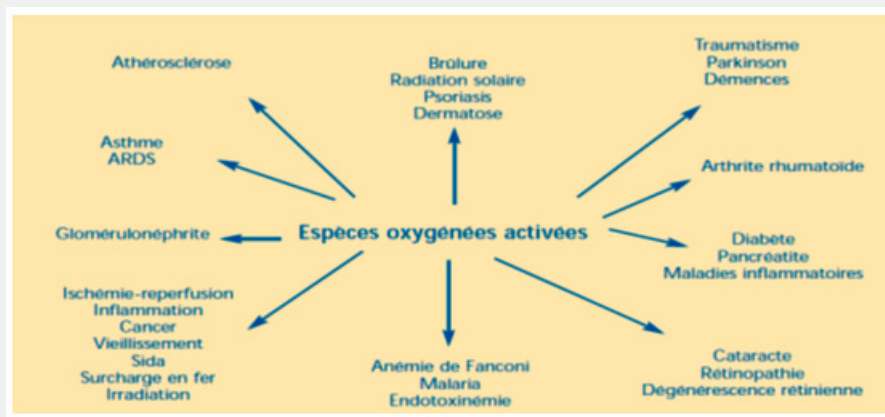 Athérosclérose
Brûlure
Radiation solaire
Psoriasis
Dermatose
Traumatisme
Parkinson
Démences
Asthme
ARDS
Arthrite rhumatoïde
Glomérulonéphrite
Espèces oxygénées activées
Diabète
Pancréatite
Maladies inflammatoires
Ischémie-reperfusion
Inflammation
Cancer
Vieillissement
Sida
Surcharge en fer
Irradiation
Anémie de Fanconi
Malaria
Endotoxinémie
Cataracte
Rétinopathie
Dégénérescence rétinienne